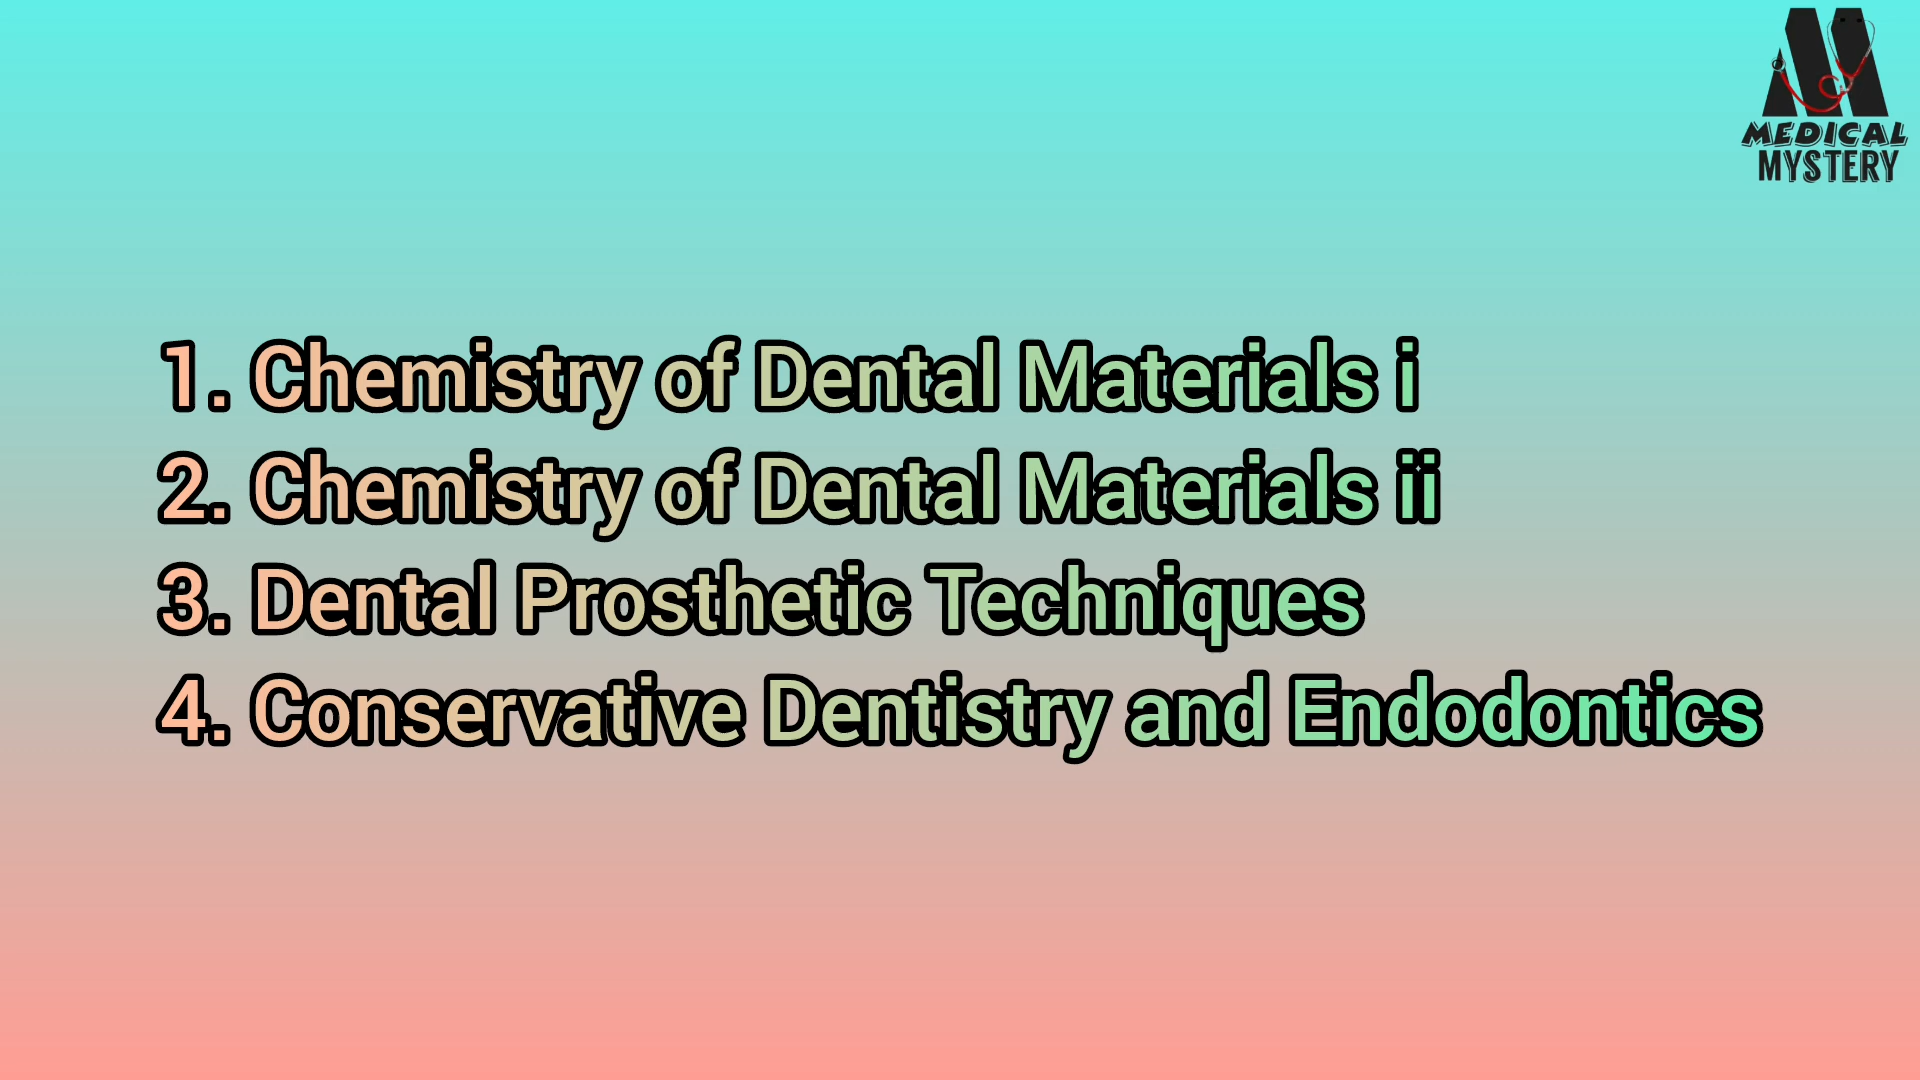 MEDICAL
MYSTERY
1. Chemistry of Dental Materials i
2. Chemistry of Dental Materials ii
3. Dental Prosthetic Techniques
4. Conservative Dentistry and Endodontics